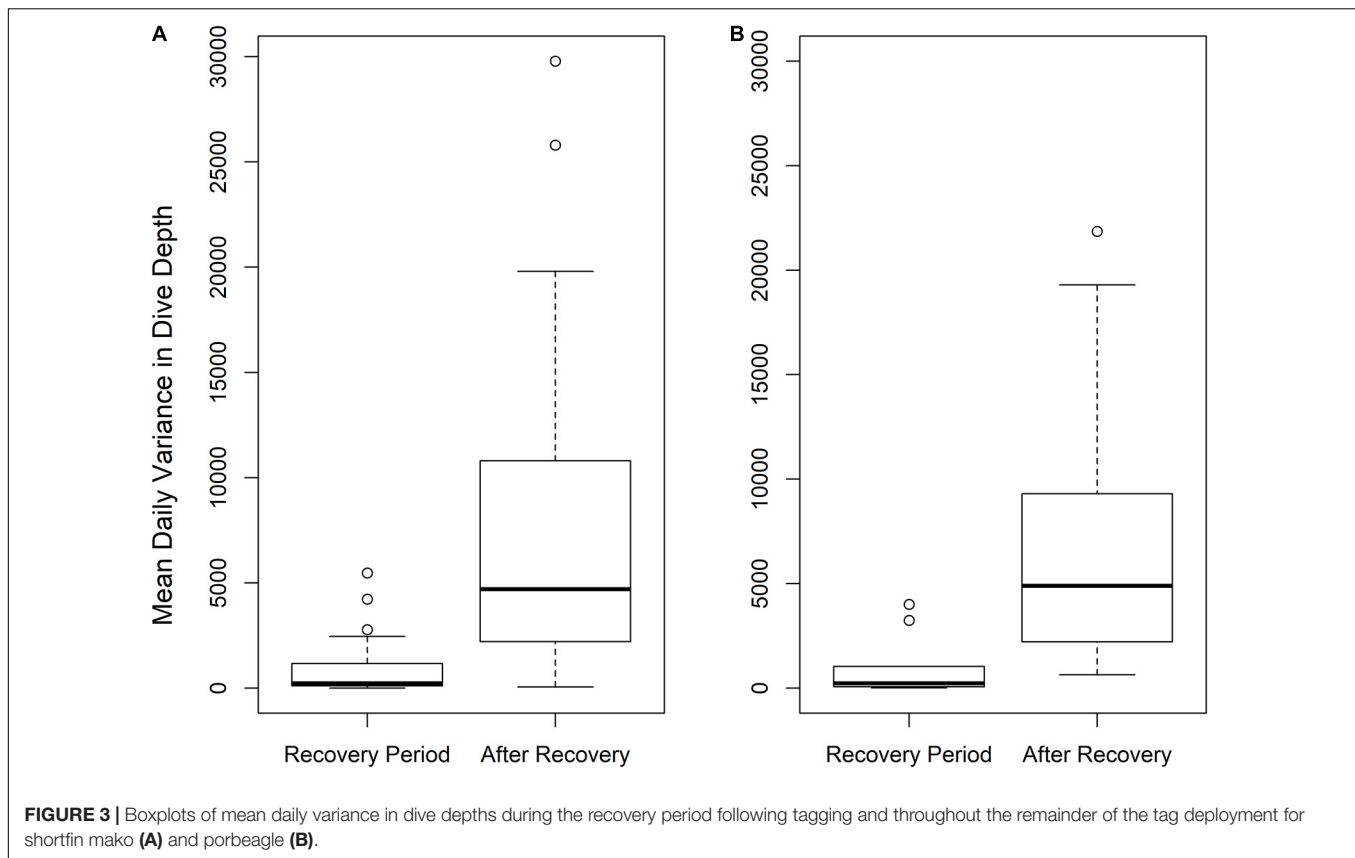 A
B
Mean Daily Variance in Dive Depth
30000
25000
20000
15000
10000
5000
0
Recovery Period
After Recovery
30000
25000
20000
15000
10000
5000
0
Recovery Period
After Recovery
FIGURE 3 | Boxplots of mean daily variance in dive depths during the recovery period following tagging and throughout the remainder of the tag deployment for
shortfin mako (A) and porbeagle (B).